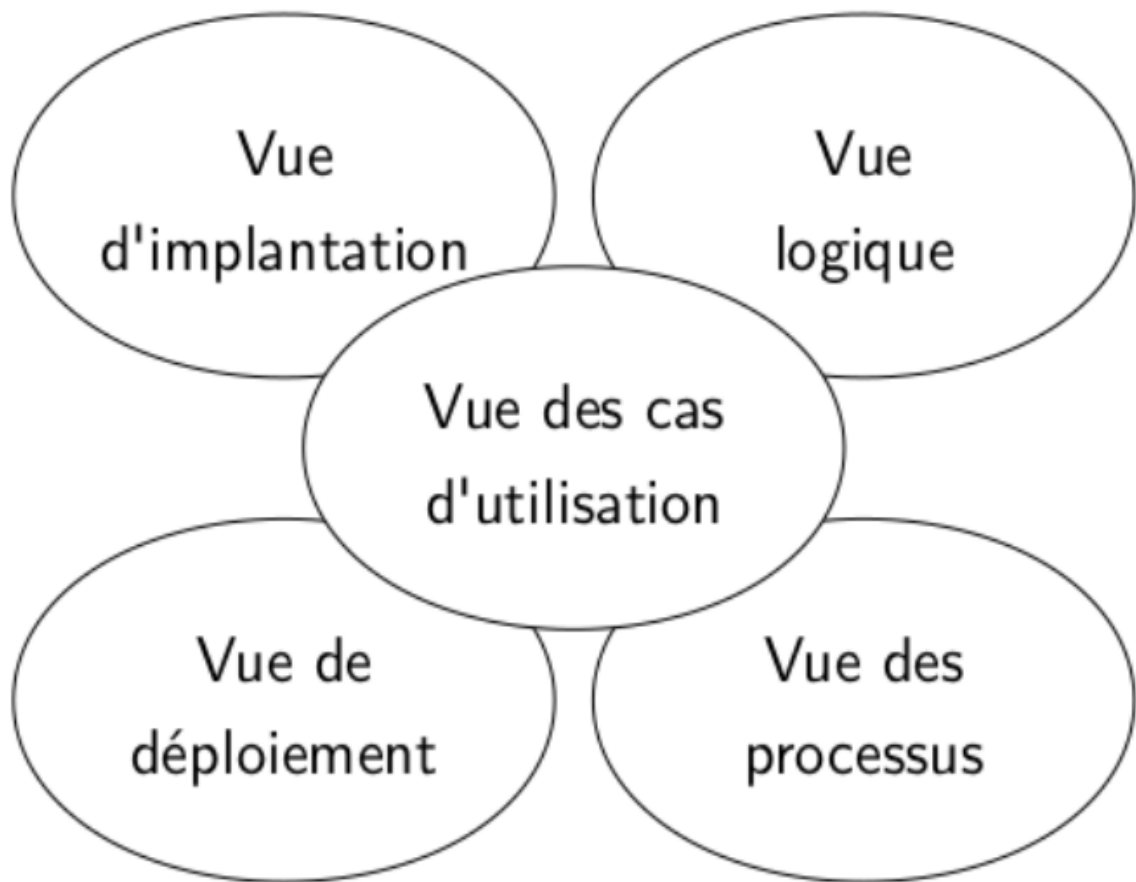 Vue
d'implantation
Vue
logique
Vue des cas
d'utilisation
Vue de
déploiement
Vue des
processus